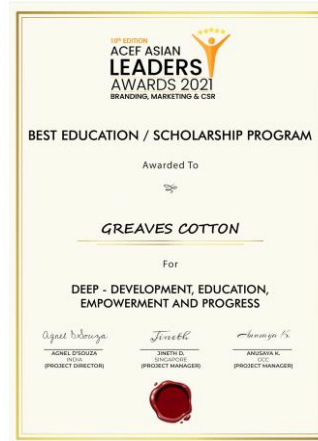 10th EDITION
ACEF ASIAN
LEADERS
AWARDS 2021
BRANDING, MARKETING & CSR
BEST EDUCATION / SCHOLARSHIP PROGRAM
Awarded To
GREAVES COTTON
For
DEEP - DEVELOPMENT, EDUCATION,
EMPOWERMENT AND PROGRESS
Agnel D'Souza Jineth Anusaya K.
AGNEL D'SOUZA JINETH D. ANUSAYA K.
INDIA SINGAPORE GCC
(PROJECT DIRECTOR) (PROJECT MANAGER) (PROJECT MANAGER)